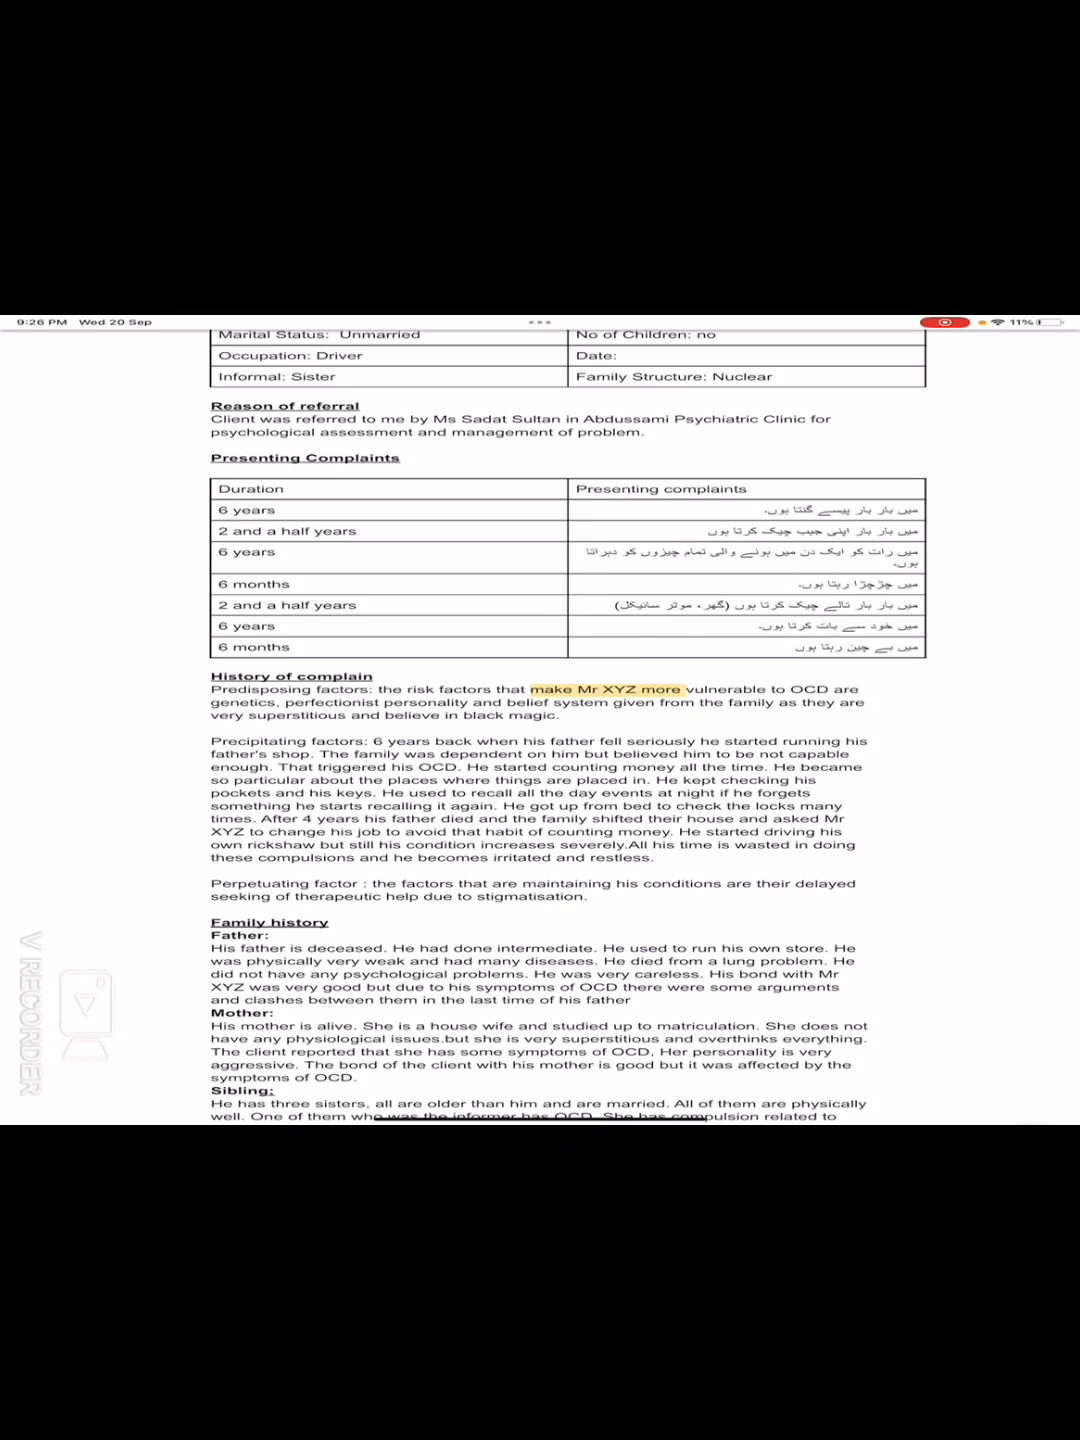 9:26 PM Wed 20 Sep
11%
Marital Status: Unmarried
No of Children: no
Occupation: Driver
Date:
Informal: Sister
Family Structure: Nuclear
Reason of referral
Client was referred to me by Ms Sadat Sultan in Abdussami Psychiatric Clinic for
psychological assessment and management of problem.
Presenting Complaints
Duration
Presenting complaints
6 years
میں بار بار پیسے گنتا ہوں۔
2 and a half years
میں بار بار اپنی جیب چیک کرتا ہوں
6 years
میں رات کو ایک دن میں ہونے والی تمام چیزوں کو دہراتا
ہوں۔
6 months
میں چڑچڑا رہتا ہوں۔
2 and a half years
میں بار بار تالے چیک کرتا ہوں (گھر، موٹر سائیکل)
6 years
میں خود سے بات کرتا ہوں۔
6 months
میں بے چین رہتا ہوں
History of complain
Predisposing factors: the risk factors that make Mr XYZ more vulnerable to OCD are
genetics, perfectionist personality and belief system given from the family as they are
very superstitious and believe in black magic.
Precipitating factors: 6 years back when his father fell seriously he started running his
father's shop. The family was dependent on him but believed him to be not capable
enough. That triggered his OCD. He started counting money all the time. He became
so particular about the places where things are placed in. He kept checking his
pockets and his keys. He used to recall all the day events at night if he forgets
something he starts recalling it again. He got up from bed to check the locks many
times. After 4 years his father died and the family shifted their house and asked Mr
XYZ to change his job to avoid that habit of counting money. He started driving his
own rickshaw but still his condition increases severely.All his time is wasted in doing
these compulsions and he becomes irritated and restless.
Perpetuating factor : the factors that are maintaining his conditions are their delayed
seeking of therapeutic help due to stigmatisation.
Family history
Father:
His father is deceased. He had done intermediate. He used to run his own store. He
was physically very weak and had many diseases. He died from a lung problem. He
did not have any psychological problems. He was very careless. His bond with Mr
XYZ was very good but due to his symptoms of OCD there were some arguments
and clashes between them in the last time of his father
Mother:
His mother is alive. She is a house wife and studied up to matriculation. She does not
have any physiological issues.but she is very superstitious and overthinks everything.
The client reported that she has some symptoms of OCD, Her personality is very
aggressive. The bond of the client with his mother is good but it was affected by the
symptoms of OCD.
Sibling:
He has three sisters, all are older than him and are married. All of them are physically
well. One of them who was the informer has OCD. She has compulsion related to
V RECORDER